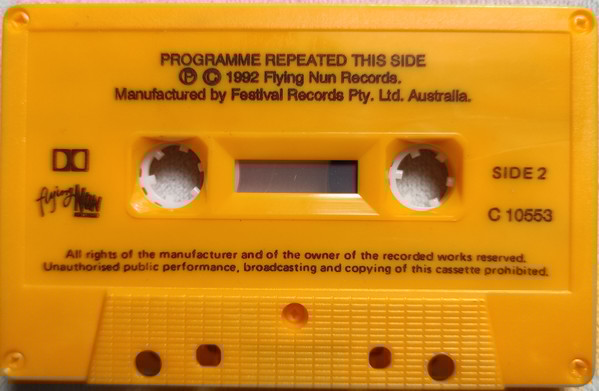 PROGRAMME REPEATED THIS SIDE
Ⓟ © 1992 Flying Nun Records.
Manufactured by Festival Records Pty. Ltd. Australia.
SIDE 2
flying NUN
C 10553
All rights of the manufacturer and of the owner of the recorded works reserved.
Unauthorised public performance, broadcasting and copying of this cassette prohibited.